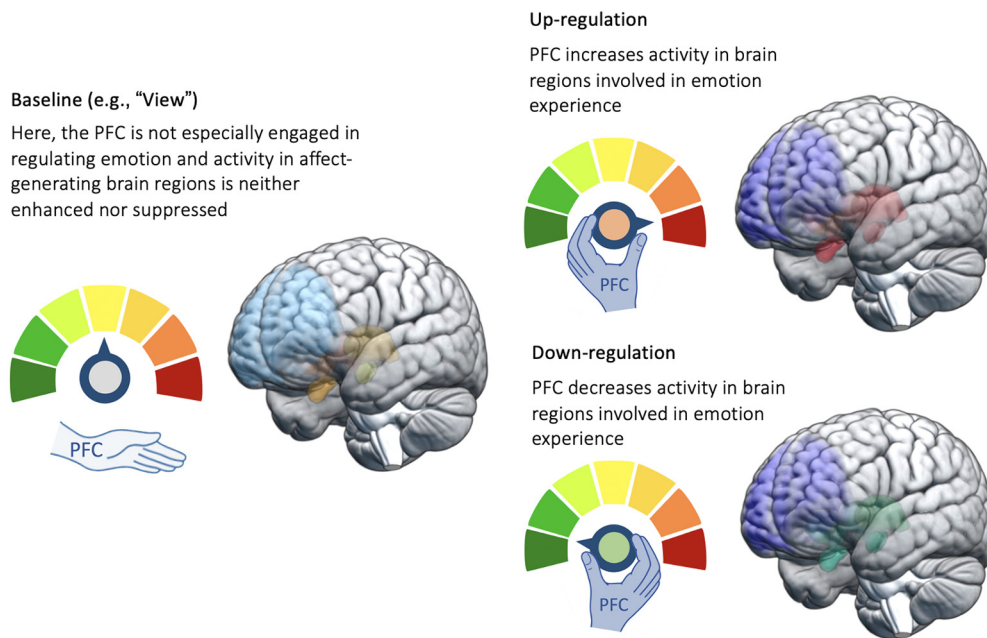 Baseline (e.g., “View”)
Here, the PFC is not especially engaged in
regulating emotion and activity in affect-
generating brain regions is neither
enhanced nor suppressed
PFC
Up-regulation
PFC increases activity in brain
regions involved in emotion
experience
PFC
Down-regulation
PFC decreases activity in brain
regions involved in emotion
experience
PFC